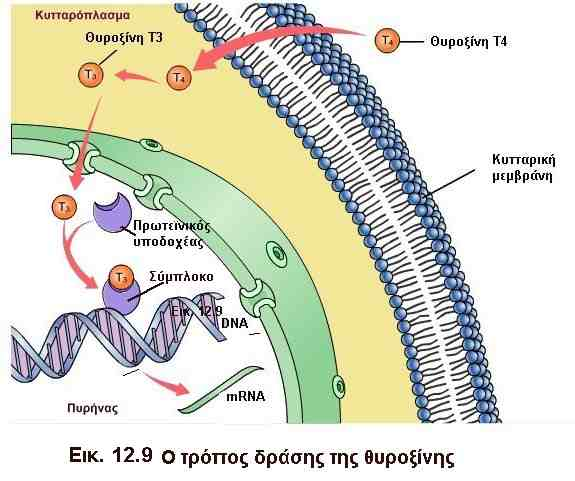 Κυτταρόπλασμα
Θυροξίνη Τ3
T₃
T₄
T₄
Θυροξίνη Τ4
Κυτταρική
μεμβράνη
T₃
Πρωτεινικός
υποδοχέας
T₃
Σύμπλοκο
Εικ. 12.9
DNA
mRNA
Πυρήνας
Εικ. 12.9 Ο τρόπος δράσης της θυροξίνης